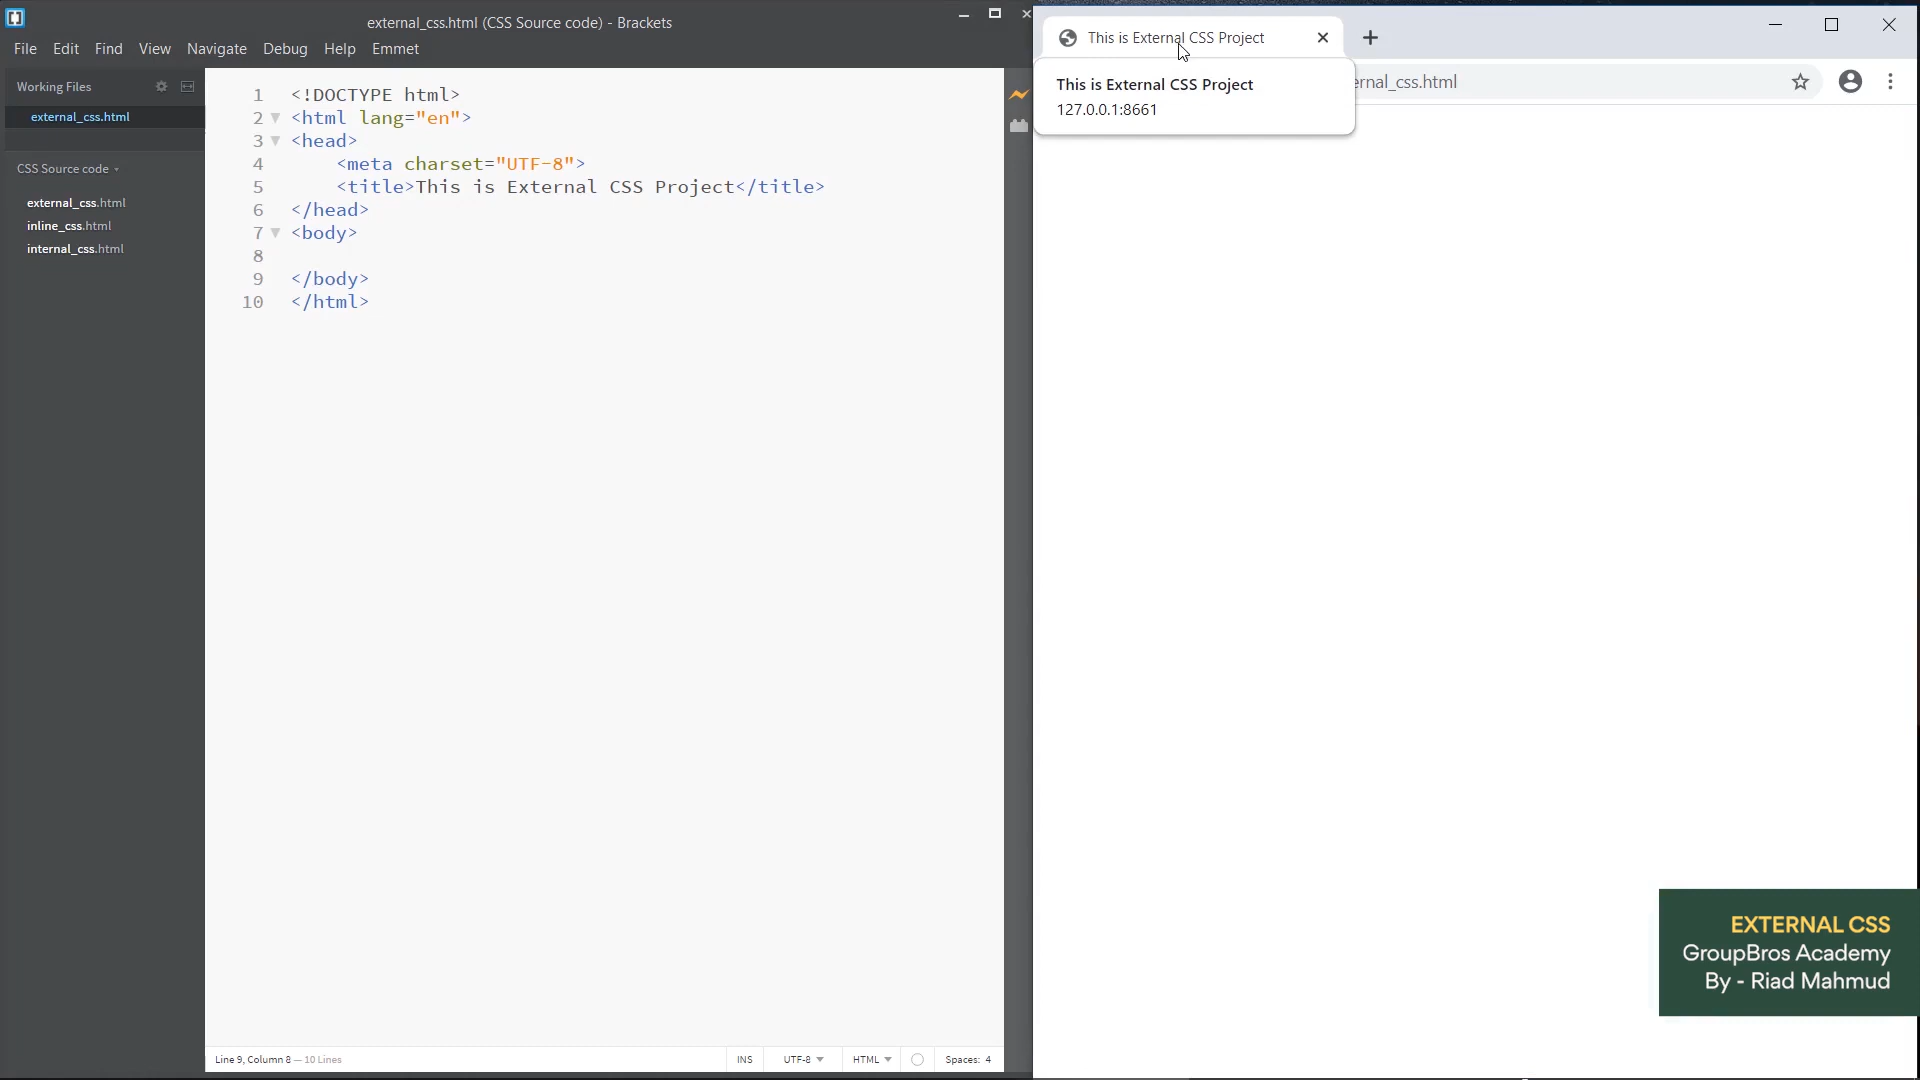 external_css.html (CSS Source code) - Brackets
File Edit Find View Navigate Debug Help Emmet
Working Files
external_css.html
CSS Source code
external_css.html
inline_css.html
internal_css.html
1 <!DOCTYPE html>
2 <html lang="en">
3 <head>
4 <meta charset="UTF-8">
5 <title>This is External CSS Project</title>
6 </head>
7 <body>
8
9 </body>
10 </html>
Line 9, Column 8 — 10 Lines
INS UTF-8 HTML Spaces: 4
This is External CSS Project
ernal_css.html
This is External CSS Project
127.0.0.1:8661
EXTERNAL CSS
GroupBros Academy
By - Riad Mahmud